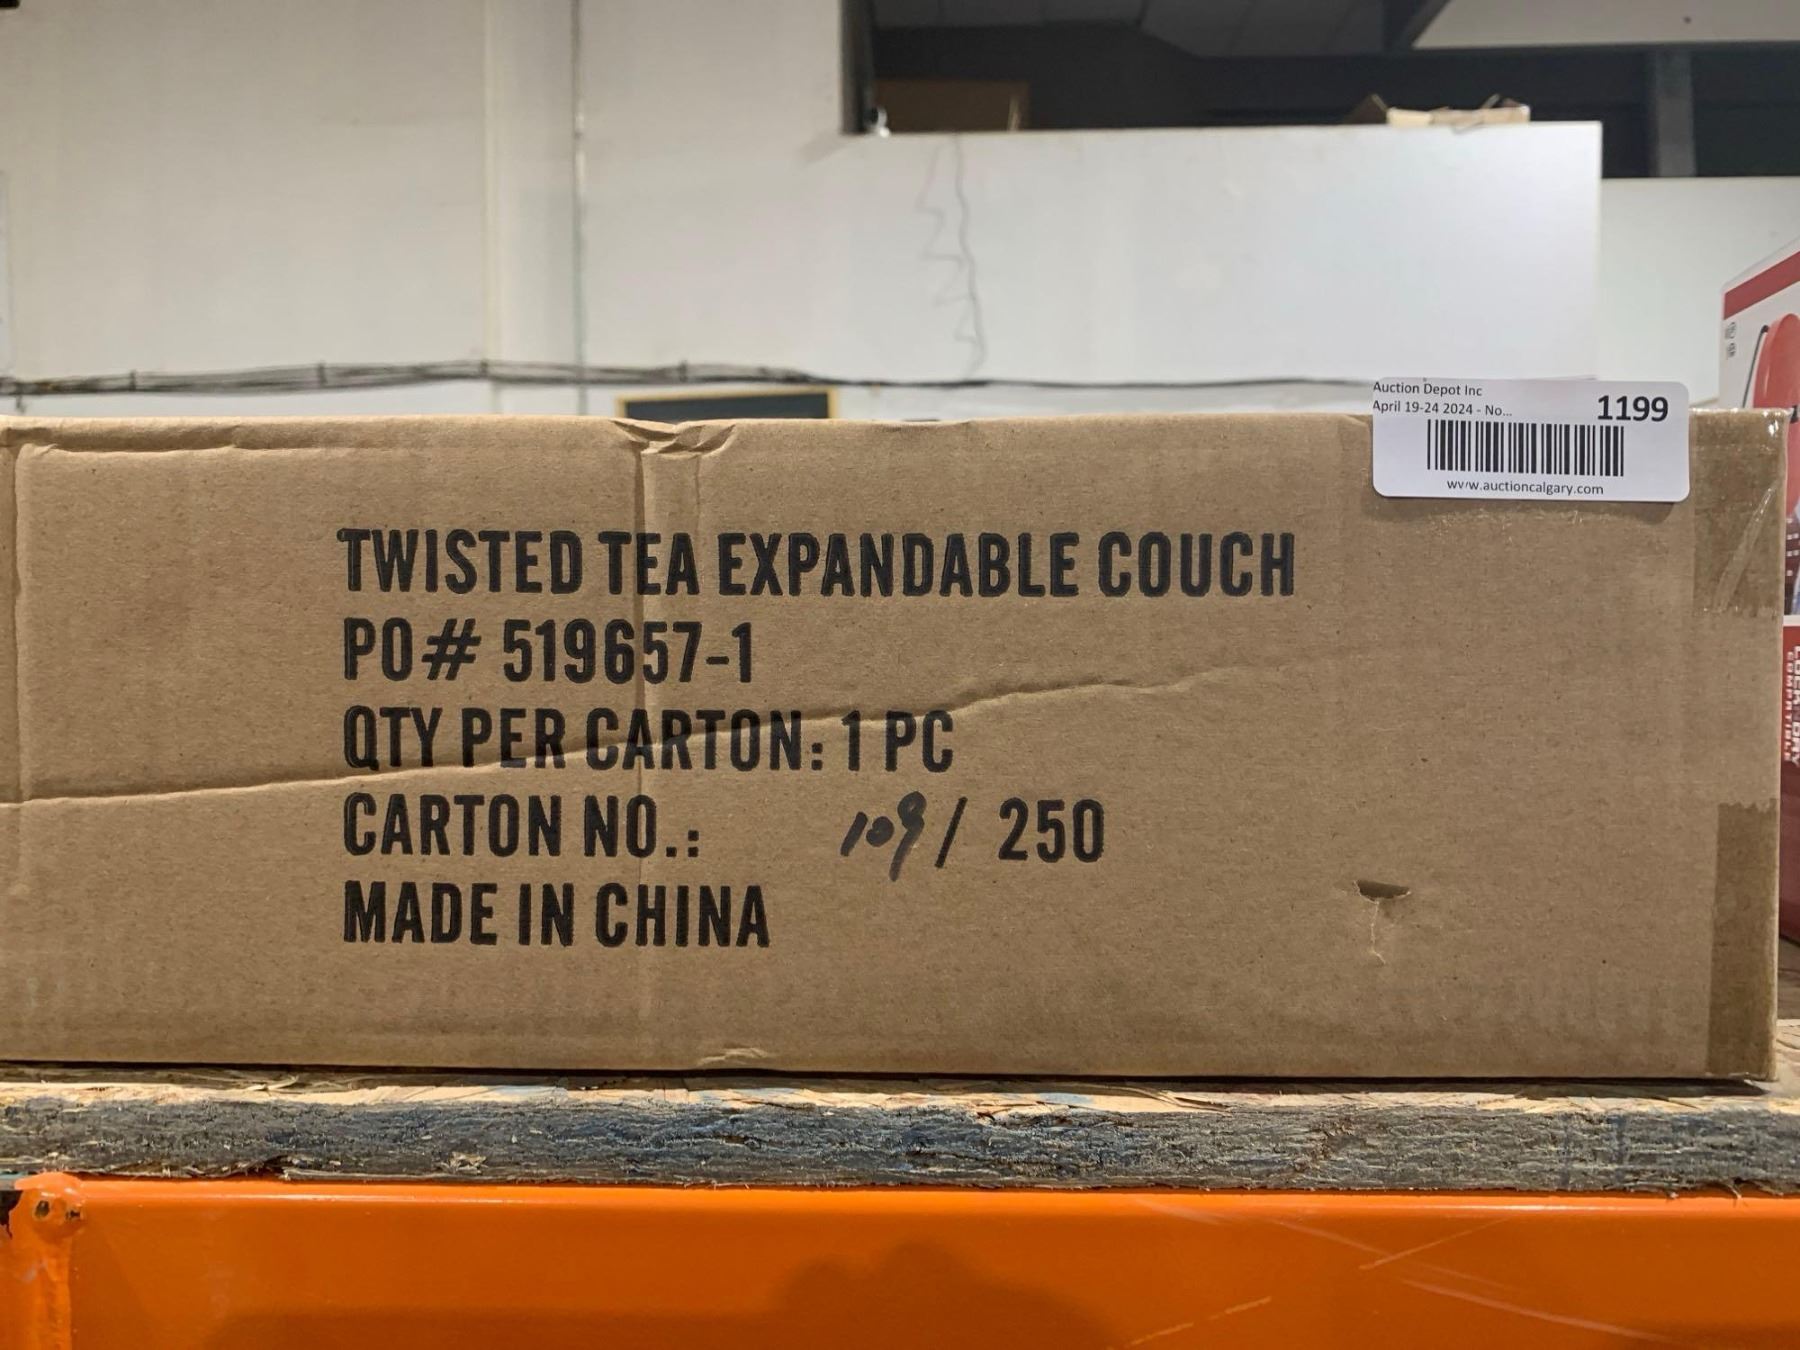 Auction Depot Inc
April 19-24 2024 - No...
1199
www.auctioncalgary.com
TWISTED TEA EXPANDABLE COUCH
PO# 519657-1
QTY PER CARTON: 1 PC
CARTON NO.: 109 / 250
MADE IN CHINA